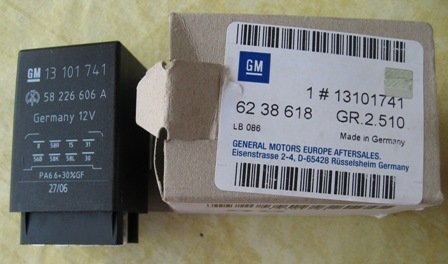 GM 13 101 741
58 226 606 A
Germany 12V
PA6.6+30%GF
27/06
GM
1 # 13101741
62 38 618 GR.2.510
LB 086 Made in Germany
GENERAL MOTORS EUROPE AFTERSALES.
Eisenstrasse 2-4, D-65428 Rüsselsheim Germany